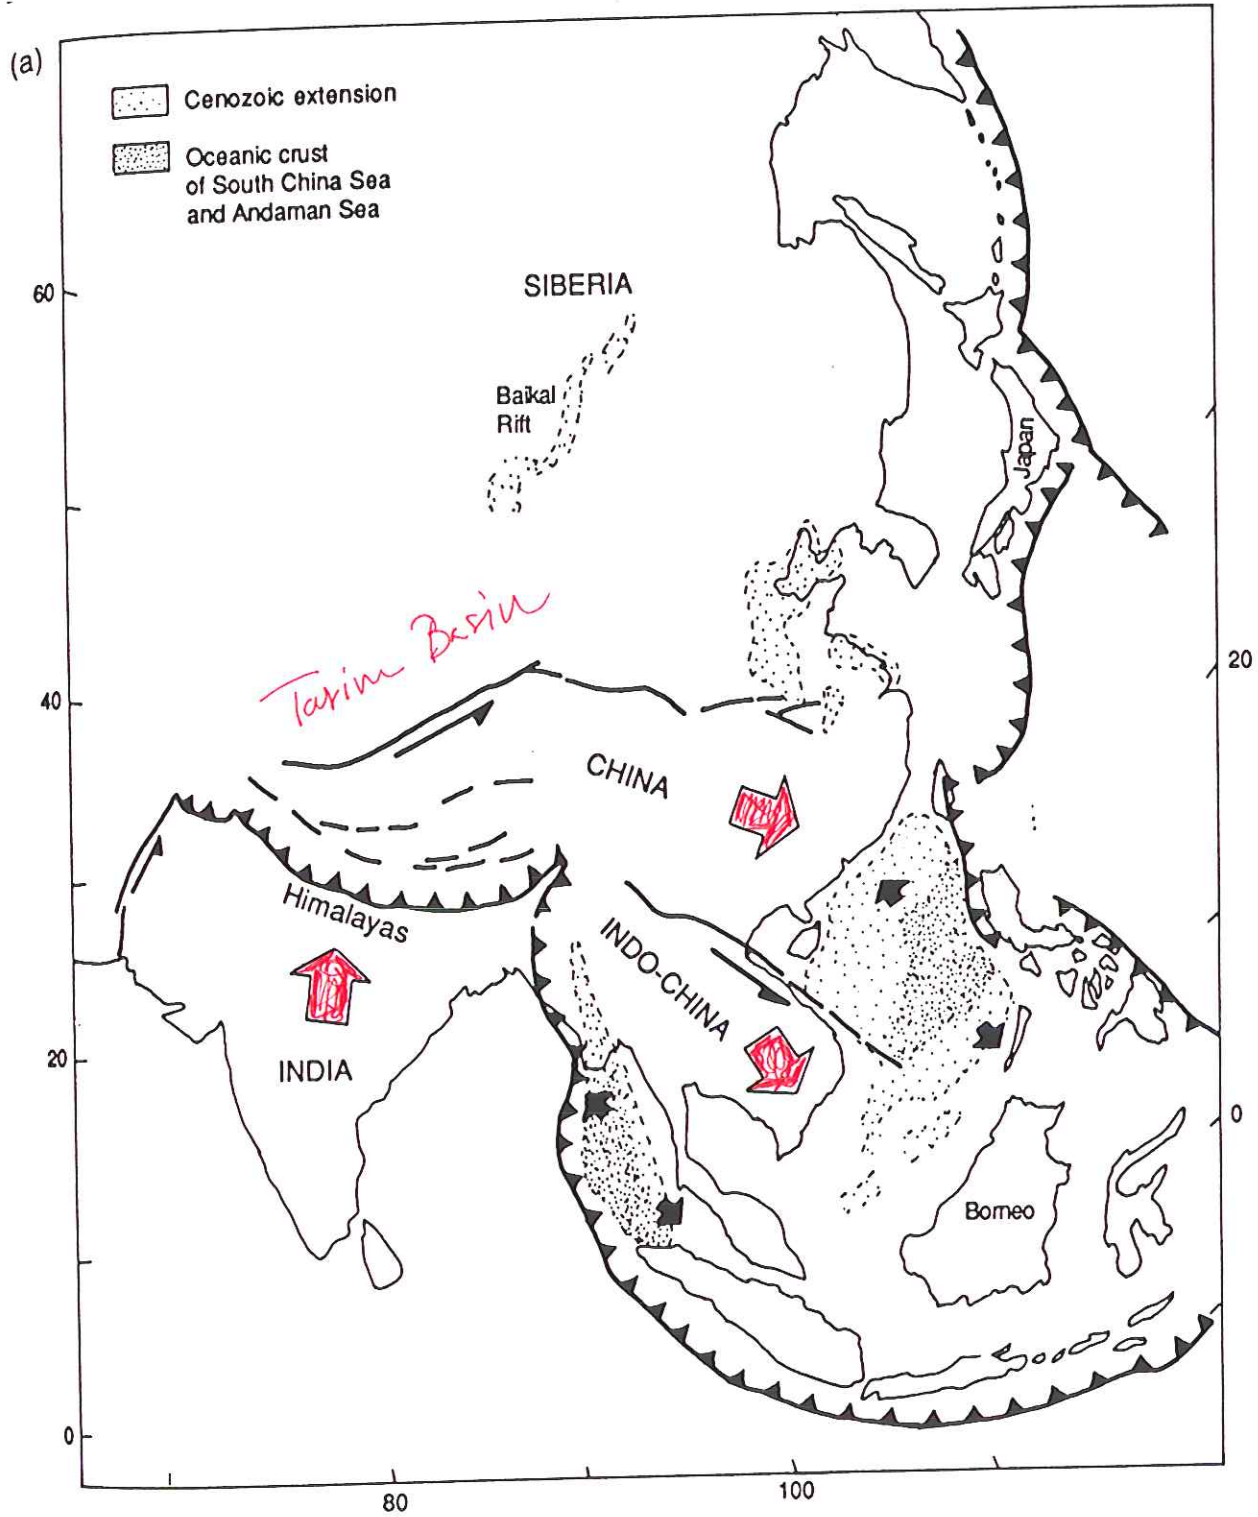 (a)
Cenozoic extension
Oceanic crust
of South China Sea
and Andaman Sea
60
SIBERIA
Baikal
Rift
Japan
Tarim Basin
20
40
CHINA
Himalayas
INDO-CHINA
20
INDIA
0
Borneo
0
80
100